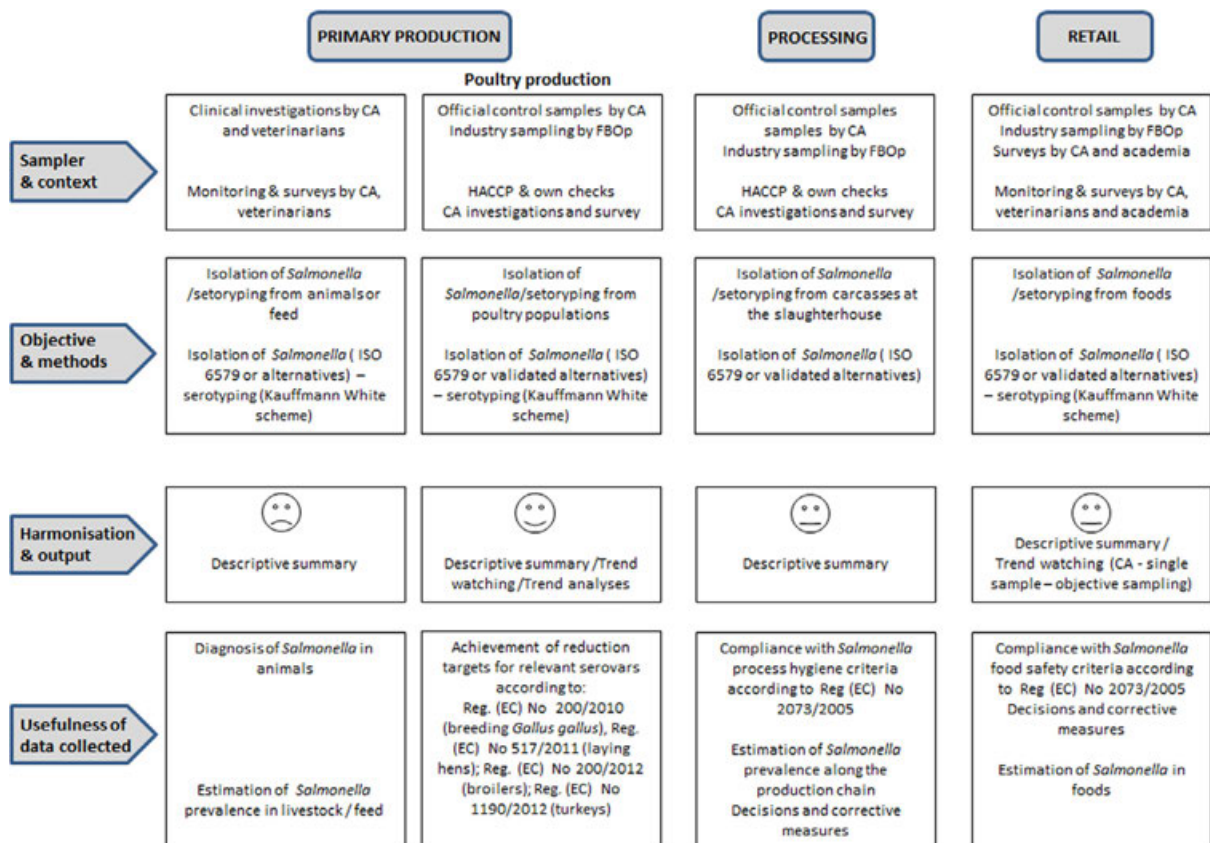 PRIMARY PRODUCTION
PROCESSING
RETAIL
Poultry production
Sampler
& context
Clinical investigations by CA
and veterinarians
Monitoring & surveys by CA,
veterinarians
Official control samples by CA
Industry sampling by FBOp
HACCP & own checks
CA investigations and survey
Official control samples
samples by CA
Industry sampling by FBOp
HACCP & own checks
CA investigations and survey
Official control samples by CA
Industry sampling by FBOp
Surveys by CA and academia
Monitoring & surveys by CA,
veterinarians and academia
Objective
& methods
Isolation of Salmonella
/setoryping from animals or
feed
Isolation of Salmonella ( ISO
6579 or alternatives) –
serotyping (Kauffmann White
scheme)
Isolation of
Salmonella/setoryping from
poultry populations
Isolation of Salmonella ( ISO
6579 or validated alternatives)
– serotyping (Kauffmann White
scheme)
Isolation of Salmonella
/setoryping from carcasses at
the slaughterhouse
Isolation of Salmonella ( ISO
6579 or validated alternatives)
Isolation of Salmonella
/setoryping from foods
Isolation of Salmonella ( ISO
6579 or validated alternatives)
– serotyping (Kauffmann White
scheme)
Harmonisation
& output
Descriptive summary
Descriptive summary /Trend
watching /Trend analyses
Descriptive summary
Descriptive summary /
Trend watching (CA - single
sample – objective sampling)
Usefulness of
data collected
Diagnosis of Salmonella in
animals
Estimation of Salmonella
prevalence in livestock / feed
Achievement of reduction
targets for relevant serovars
according to:
Reg. (EC) No 200/2010
(breeding Gallus gallus), Reg.
(EC) No 517/2011 (laying
hens); Reg. (EC) No 200/2012
(broilers); Reg. (EC) No
1190/2012 (turkeys)
Compliance with Salmonella
process hygiene criteria
according to Reg (EC) No
2073/2005
Estimation of Salmonella
prevalence along the
production chain
Decisions and corrective
measures
Compliance with Salmonella
food safety criteria according
to Reg (EC) No 2073/2005
Decisions and corrective
measures
Estimation of Salmonella in
foods